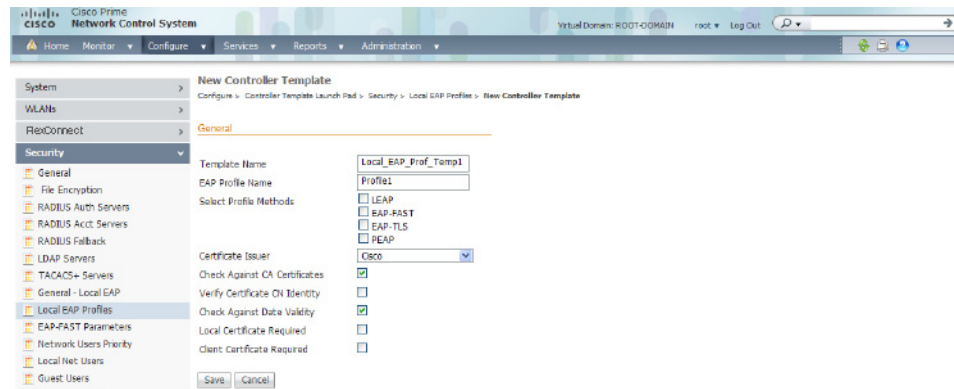 Cisco Prime
CISCO Network Control System
Virtual Domain: ROOT-DOMAIN root Log Out
Home Monitor Configure Services Reports Administration
System
WLANs
FlexConnect
Security
General
File Encryption
RADIUS Auth Servers
RADIUS Acct Servers
RADIUS Fallback
LDAP Servers
TACACS+ Servers
General - Local EAP
Local EAP Profiles
EAP-FAST Parameters
Network Users Priority
Local Net Users
Guest Users
New Controller Template
Configure > Controller Template Launch Pad > Security > Local EAP Profiles > New Controller Template
General
Template Name Local_EAP_Prof_Temp1
EAP Profile Name Profile1
Select Profile Methods LEAP
EAP-FAST
EAP-TLS
PEAP
Certificate Issuer Cisco
Check Against CA Certificates
Verify Certificate CN Identity
Check Against Date Validity
Local Certificate Required
Client Certificate Required
Save Cancel